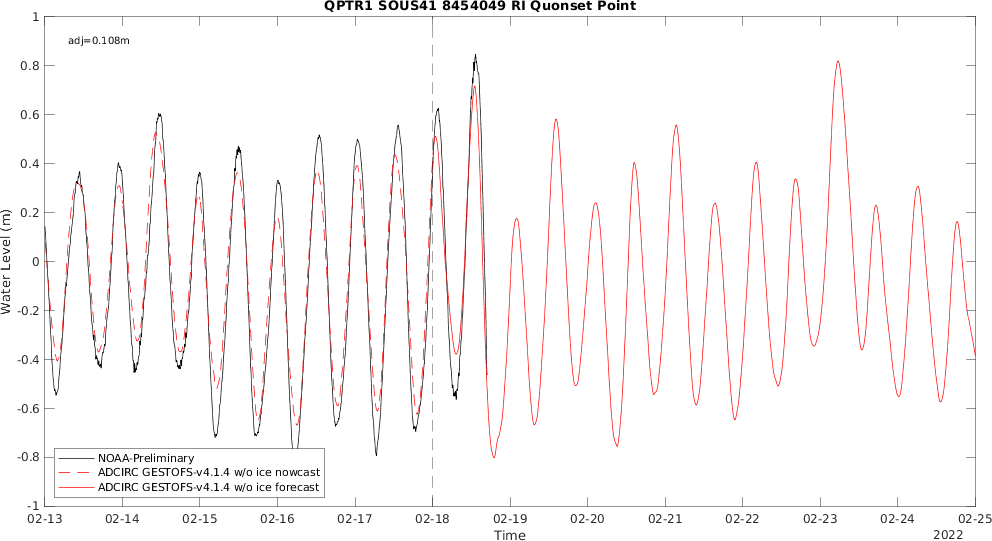 QPTR1 SOUS41 8454049 RI Quonset Point
adj=0.108m
Water Level (m)
1
0.8
0.6
0.4
0.2
0
-0.2
-0.4
-0.6
-0.8
-1
NOAA-Preliminary
ADCIRC GESTOFS-v4.1.4 w/o ice nowcast
ADCIRC GESTOFS-v4.1.4 w/o ice forecast
02-13 02-14 02-15 02-16 02-17 02-18 02-19 02-20 02-21 02-22 02-23 02-24 02-25
Time
2022